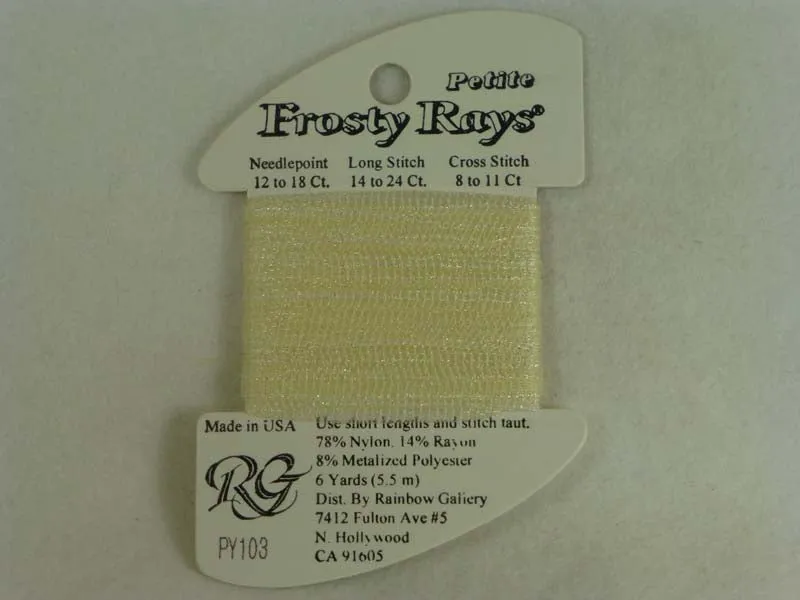 Petite
Frosty Rays®
Needlepoint Long Stitch Cross Stitch
12 to 18 Ct. 14 to 24 Ct. 8 to 11 Ct
Made in USA
Use short lengths and stitch taut.
78% Nylon, 14% Rayon
8% Metalized Polyester
6 Yards (5.5 m)
Dist. By Rainbow Gallery
7412 Fulton Ave #5
N. Hollywood
CA 91605
RG
PY103